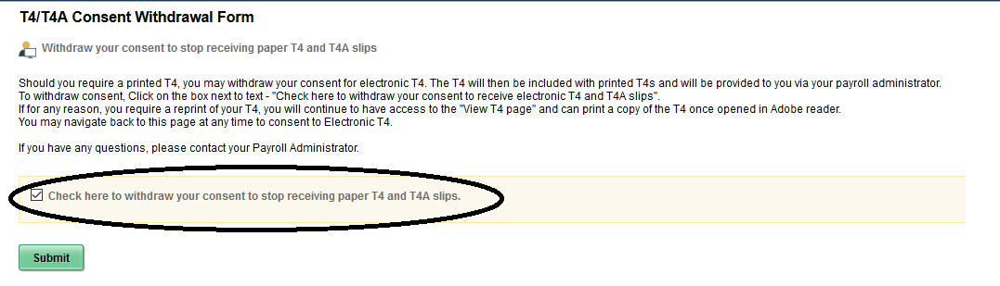 T4/T4A Consent Withdrawal Form
Withdraw your consent to stop receiving paper T4 and T4A slips
Should you require a printed T4, you may withdraw your consent for electronic T4. The T4 will then be included with printed T4s and will be provided to you via your payroll administrator.
To withdraw consent, Click on the box next to text - "Check here to withdraw your consent to receive electronic T4 and T4A slips".
If for any reason, you require a reprint of your T4, you will continue to have access to the "View T4 page" and can print a copy of the T4 once opened in Adobe reader.
You may navigate back to this page at any time to consent to Electronic T4.
If you have any questions, please contact your Payroll Administrator.
Check here to withdraw your consent to stop receiving paper T4 and T4A slips.
Submit